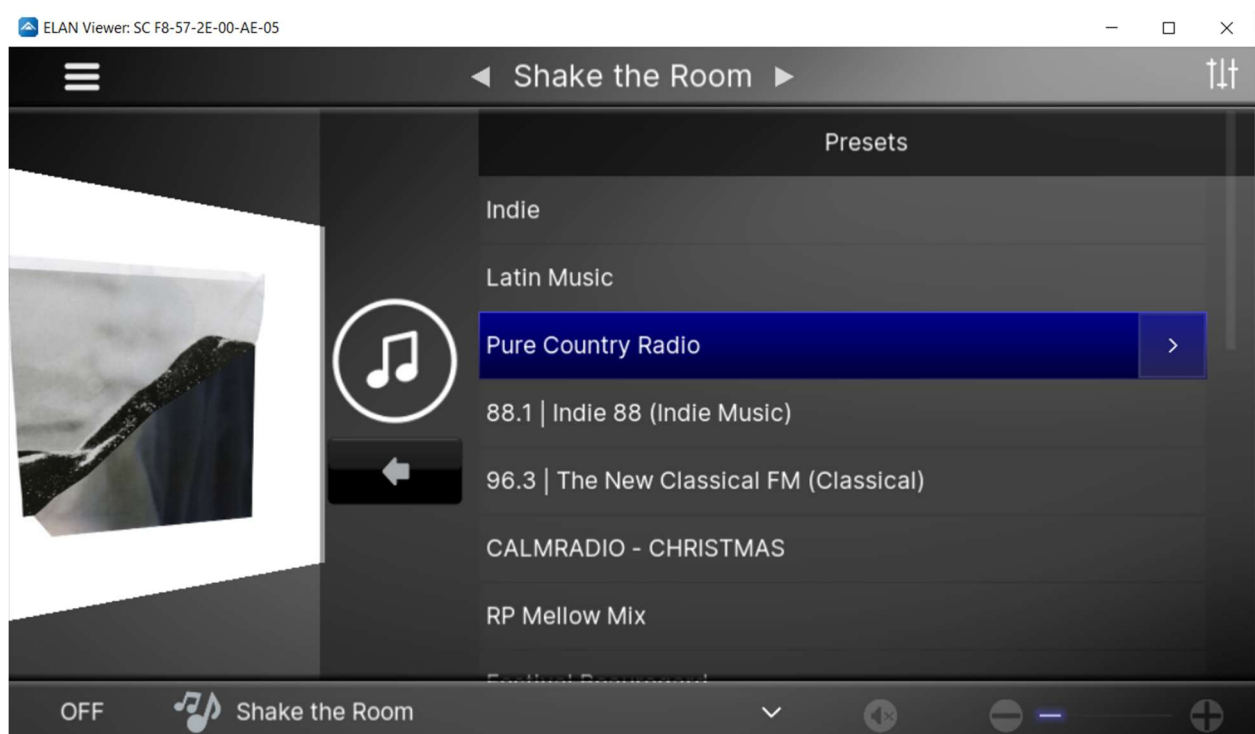 ELAN Viewer: SC F8-57-2E-00-AE-05
Shake the Room
Presets
Indie
Latin Music
Pure Country Radio
88.1 | Indie 88 (Indie Music)
96.3 | The New Classical FM (Classical)
CALMRADIO - CHRISTMAS
RP Mellow Mix
OFF
Shake the Room